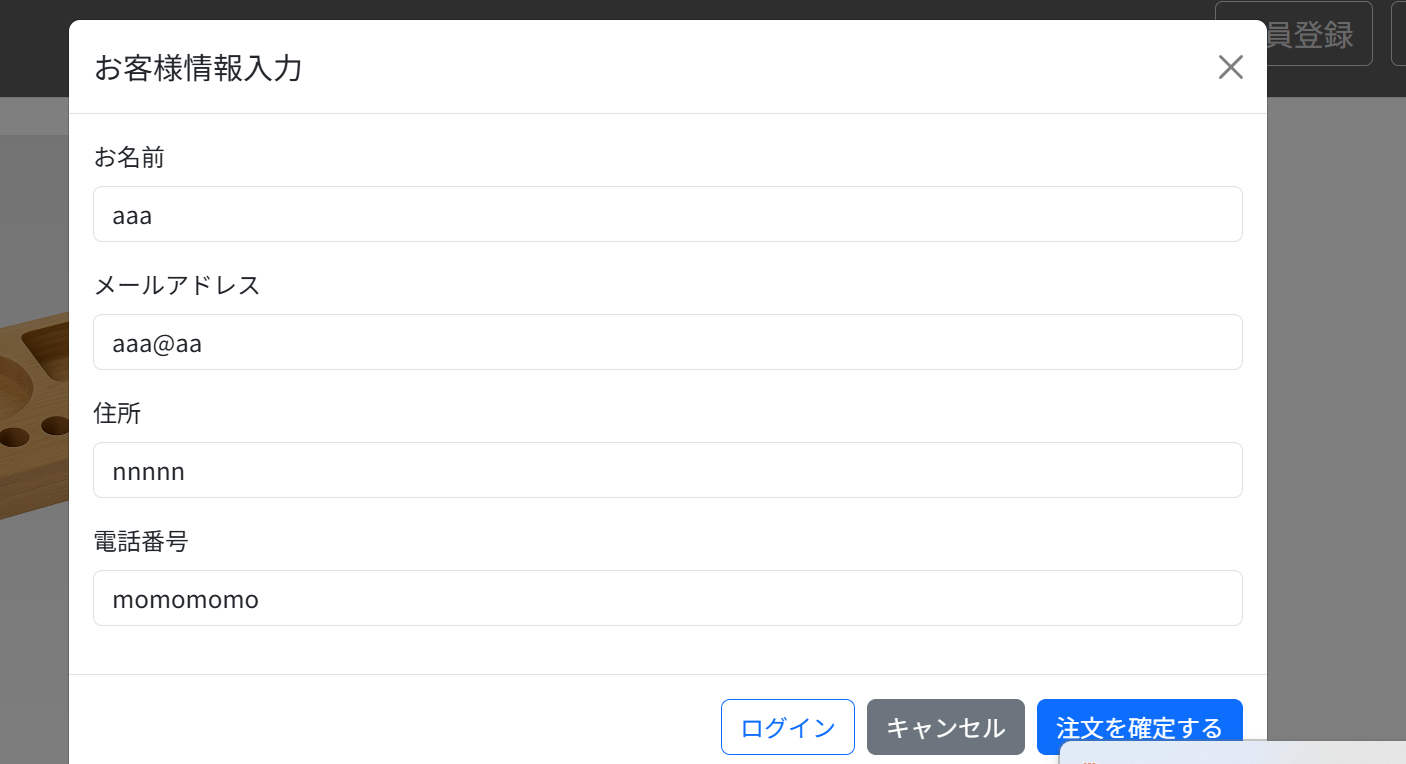 員登録
お客様情報入力
お名前
aaa
メールアドレス
aaa@aa
住所
nnnnn
電話番号
momomomo
ログイン
キャンセル
注文を確定する